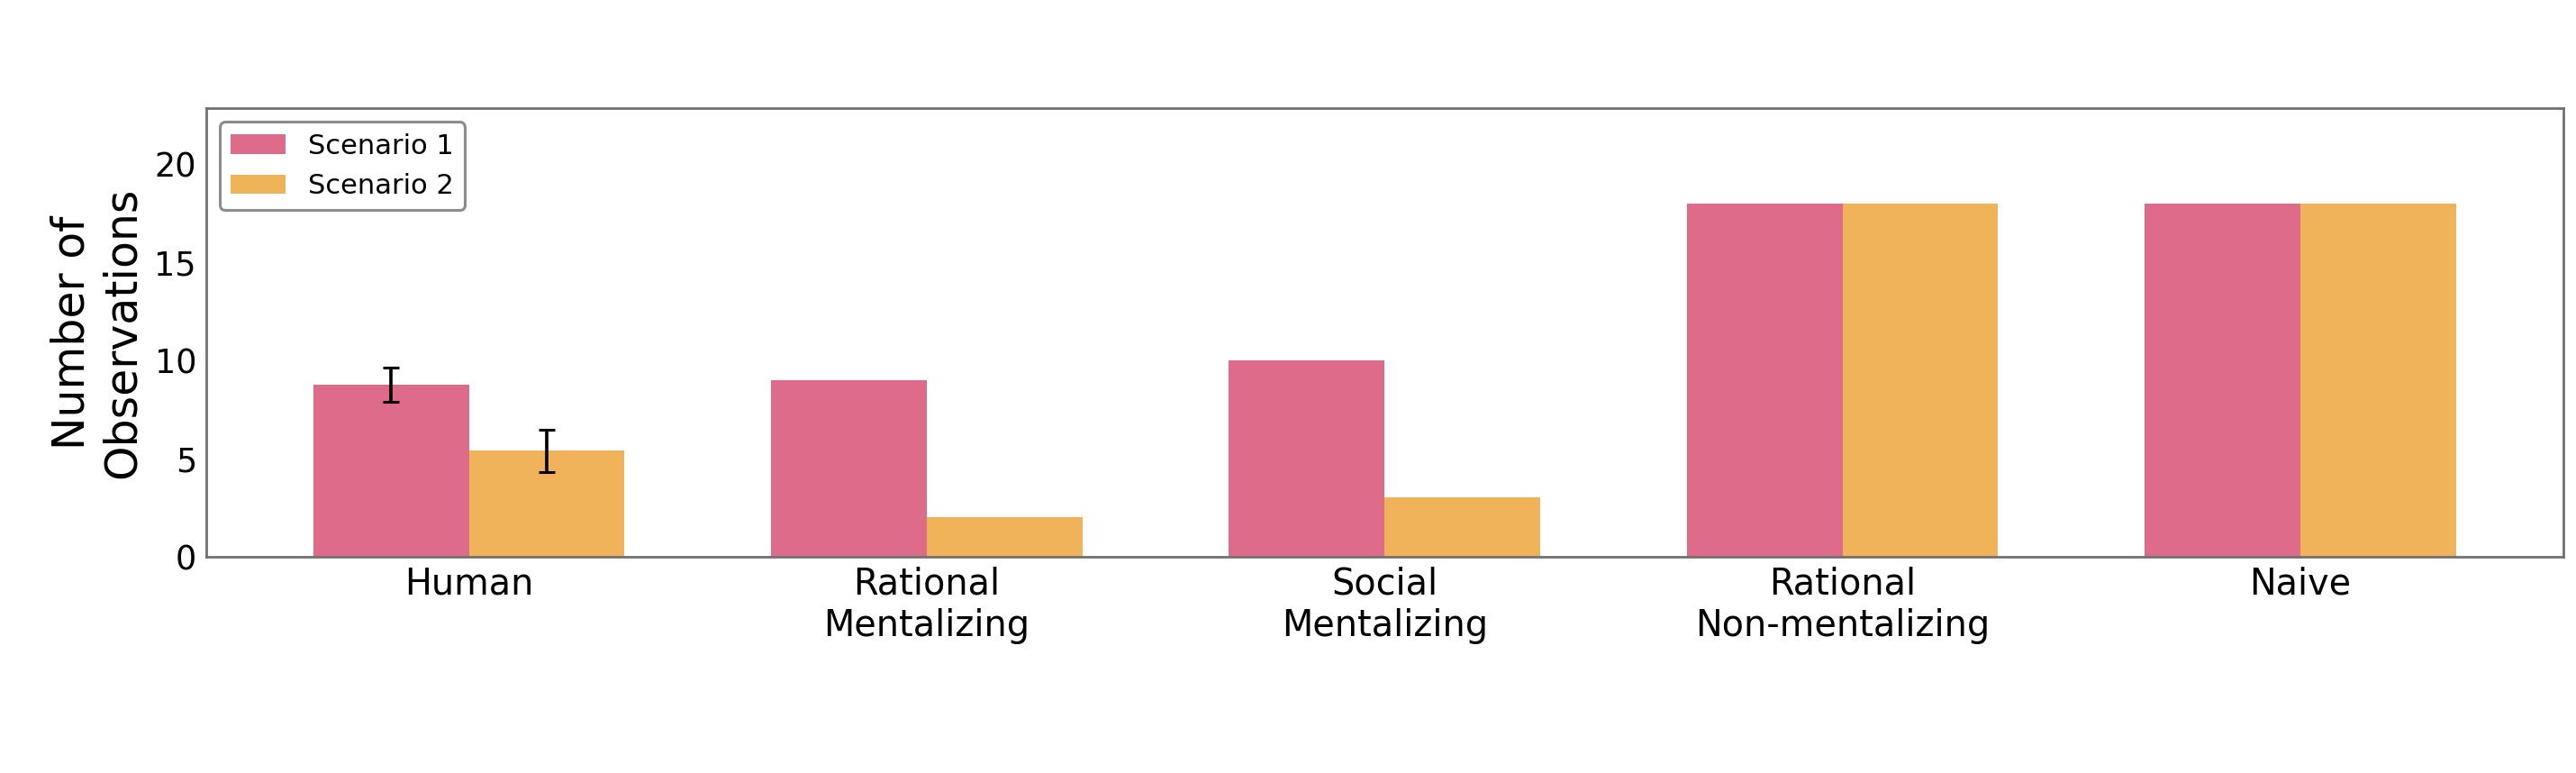 Number of
Observations
20
15
10
5
0
Scenario 1
Scenario 2
Human
Rational
Mentalizing
Social
Mentalizing
Rational
Non-mentalizing
Naive